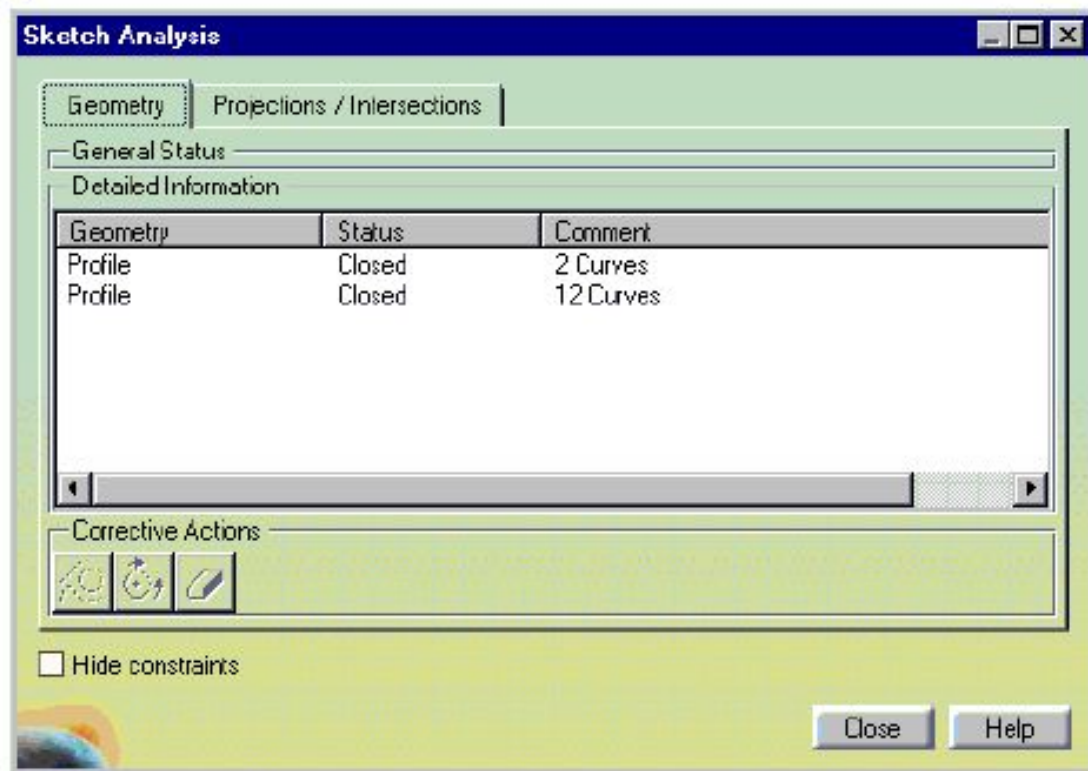 Sketch Analysis
Geometry Projections / Intersections
General Status
Detailed Information
Geometry Status Comment
Profile Closed 2 Curves
Profile Closed 12 Curves
Corrective Actions
Hide constraints
Close Help